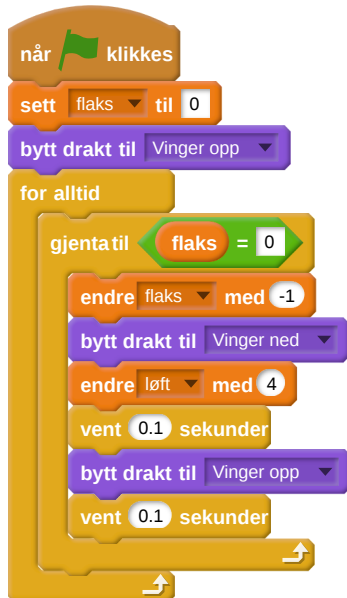 når klikkes
sett flaks til 0
bytt drakt til Vinger opp
for alltid
gjenta til flaks = 0
endre flaks med -1
bytt drakt til Vinger ned
endre løft med 4
vent 0.1 sekunder
bytt drakt til Vinger opp
vent 0.1 sekunder